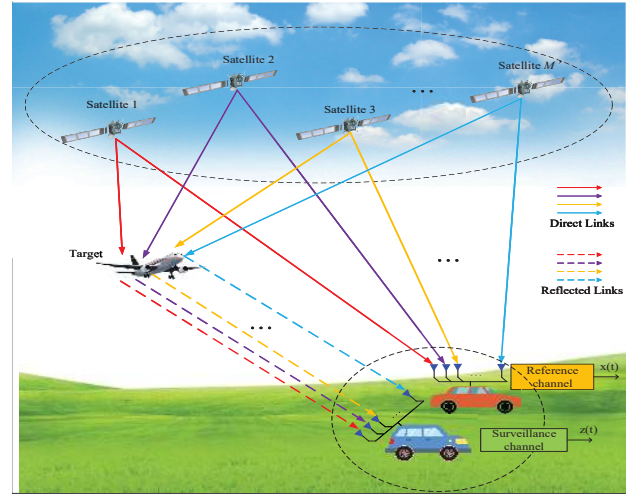 Satellite 2
Satellite M
...
Satellite 1
Satellite 3
Direct Links
Target
...
Reflected Links
...
x(t)
Reference
channel
...
...
z(t)
Surveillance
channel